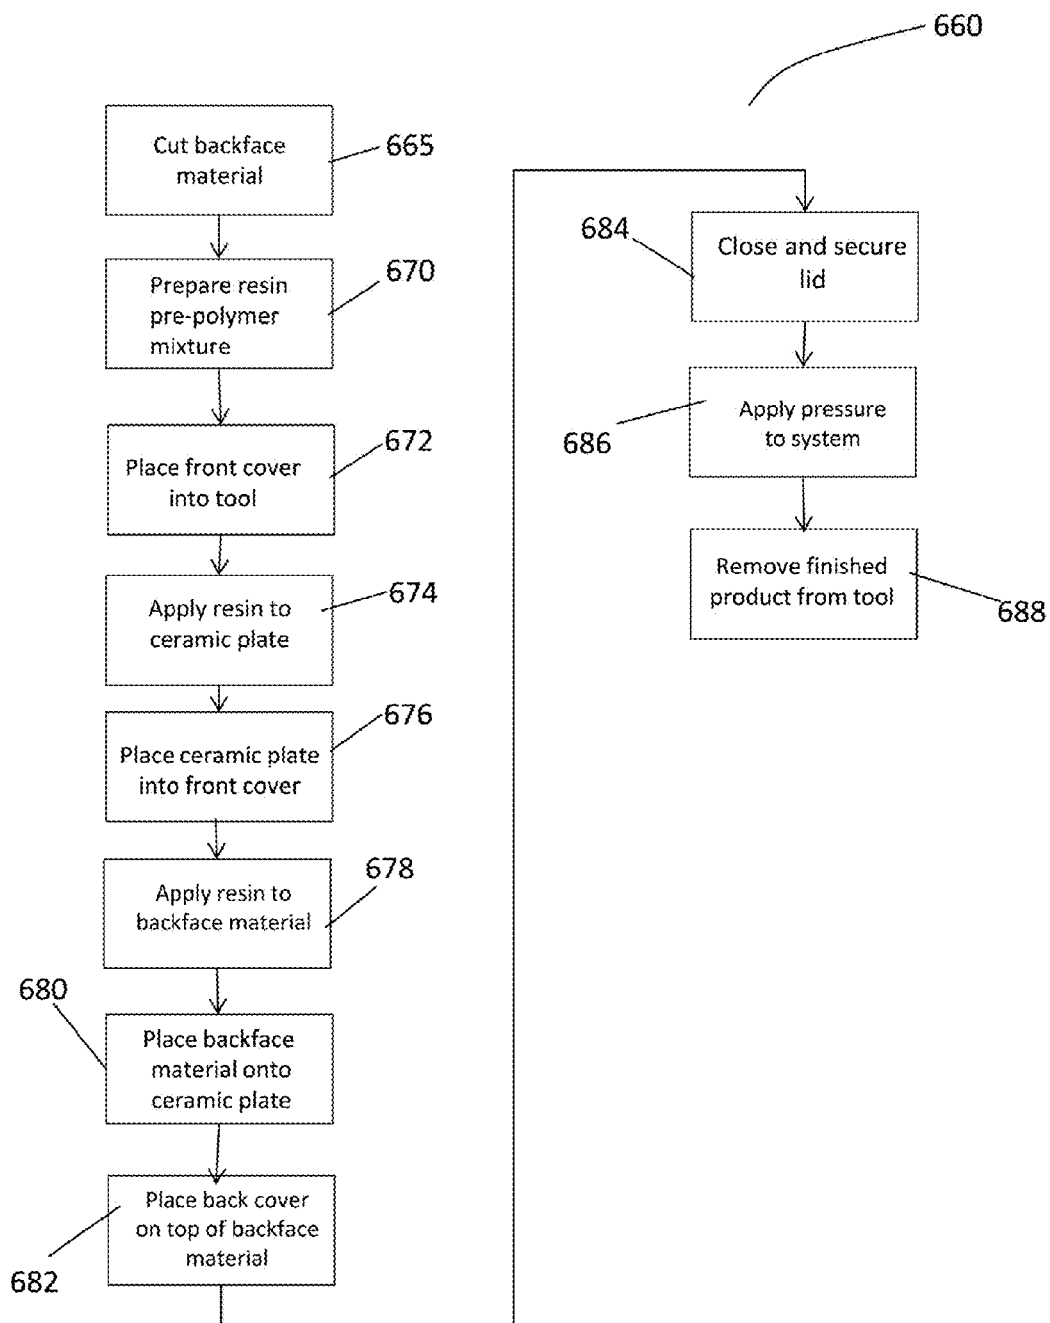 660
Cut backface
material
665
Prepare resin
pre-polymer
mixture
670
Place front cover
into tool
672
Apply resin to
ceramic plate
674
Place ceramic plate
into front cover
676
Apply resin to
backface material
678
680
Place backface
material onto
ceramic plate
Place back cover
on top of backface
material
682
684
Close and secure
lid
Apply pressure
to system
686
Remove finished
product from tool
688